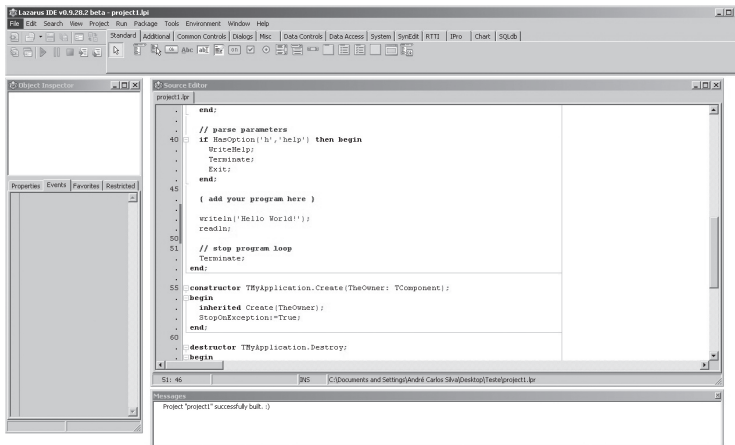 Lazarus IDE v0.9.28.2 beta - project1.lpi
File Edit Search View Project Run Package Tools Environment Window Help
Standard Additional Common Controls Dialogs Misc Data Controls Data Access System SynEdit RTTI IPro Chart SQLdb
Ok Abc abI On
Object Inspector
Properties Events Favorites Restricted
Source Editor
project1.lpr
end;
// parse parameters
40 if HasOption('h','help') then begin
WriteHelp;
Terminate;
Exit;
end;
45
{ add your program here }
writeln('Hello World!');
readln;
50
51 // stop program loop
Terminate;
end;
55 constructor TMyApplication.Create(TheOwner: TComponent);
begin
inherited Create(TheOwner);
StopOnException:=True;
end;
60
destructor TMyApplication.Destroy;
begin
51: 46 INS C:\Documents and Settings\André Carlos Silva\Desktop\Teste\project1.lpr
Messages
Project "project1" successfully built. :)